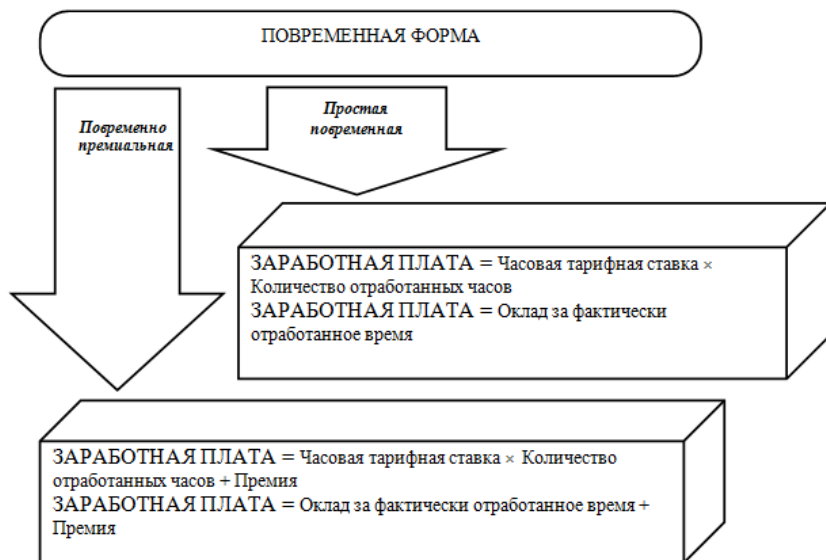 ПОВРЕМЕННАЯ ФОРМА
Простая
повременная
Повременно
премиальная
ЗАРАБОТНАЯ ПЛАТА = Часовая тарифная ставка ×
Количество отработанных часов
ЗАРАБОТНАЯ ПЛАТА = Оклад за фактически
отработанное время
ЗАРАБОТНАЯ ПЛАТА = Часовая тарифная ставка × Количество
отработанных часов + Премия
ЗАРАБОТНАЯ ПЛАТА = Оклад за фактически отработанное время +
Премия